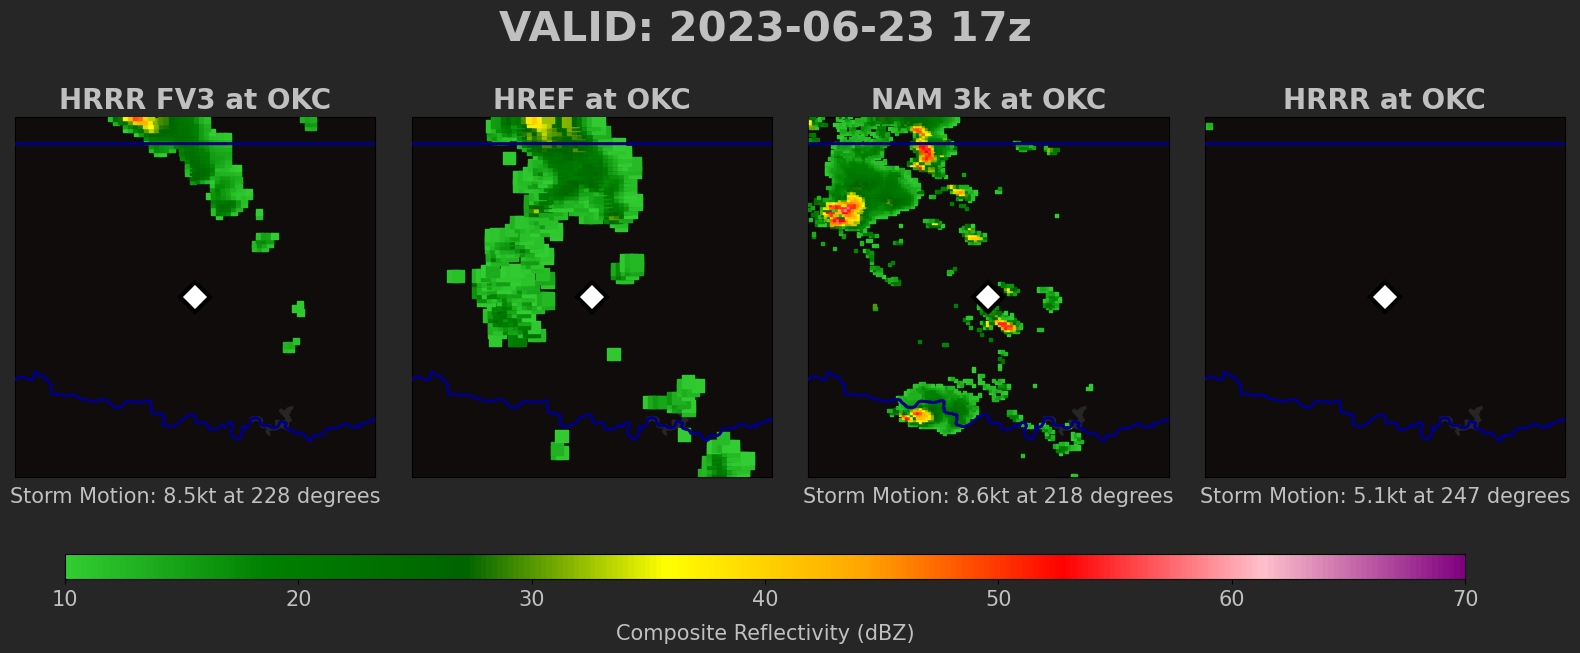 VALID: 2023-06-23 17z
HRRR FV3 at OKC
HREF at OKC
NAM 3k at OKC
HRRR at OKC
Storm Motion: 8.5kt at 228 degrees
Storm Motion: 8.6kt at 218 degrees
Storm Motion: 5.1kt at 247 degrees
10 20 30 40 50 60 70
Composite Reflectivity (dBZ)